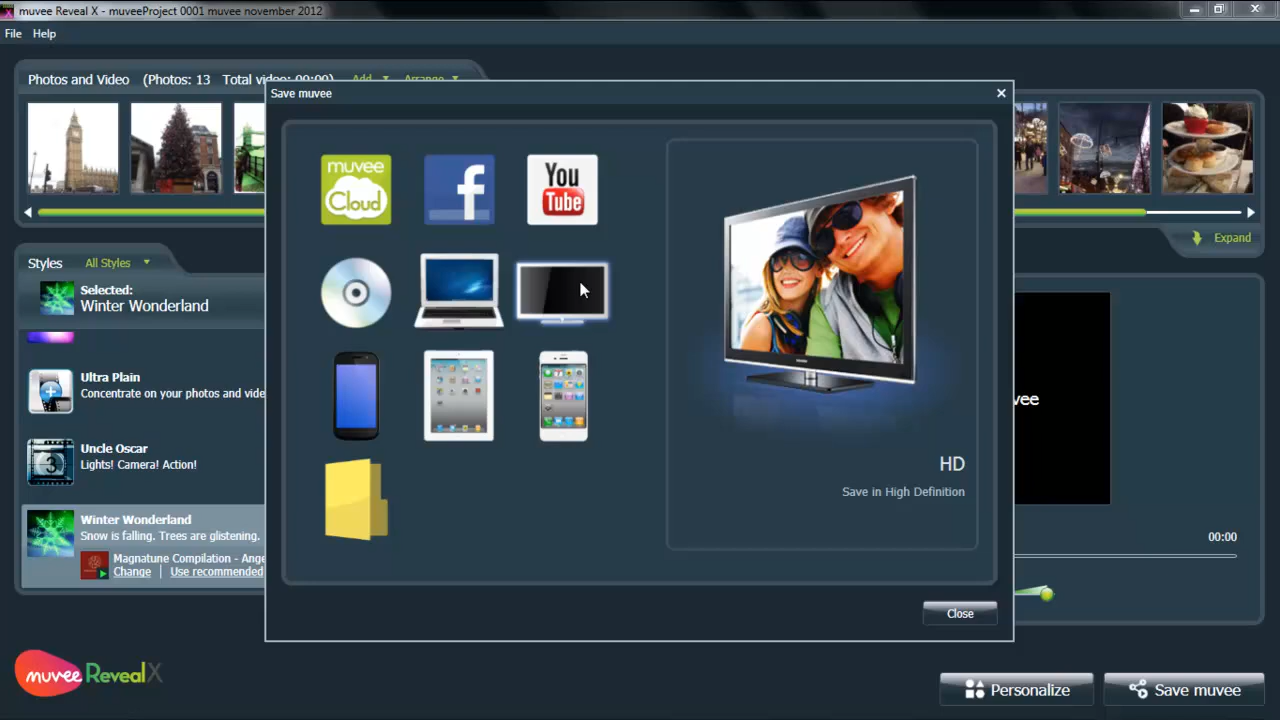 muvee Reveal X - muveeProject 0001 muvee november 2012
File Help
Photos and Video (Photos: 13 Total video: 00:00) Add Arrange
Save muvee
muvee Cloud
f
You Tube
Expand
Styles All Styles
Selected:
Winter Wonderland
Ultra Plain
Concentrate on your photos and vide
Uncle Oscar
Lights! Camera! Action!
3
Winter Wonderland
Snow is falling. Trees are glistening.
Magnatune Compilation - Ange
Change | Use recommended
HD
Save in High Definition
vee
00:00
Close
muvee Reveal X
Personalize
Save muvee